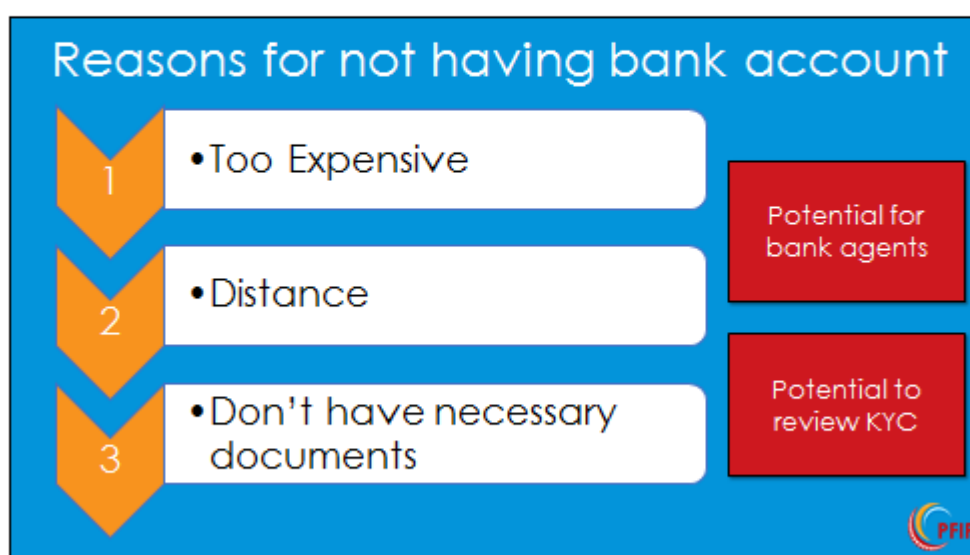 Reasons for not having bank account
1
•Too Expensive
Potential for
bank agents
2
•Distance
3
•Don't have necessary
documents
Potential to
review KYC